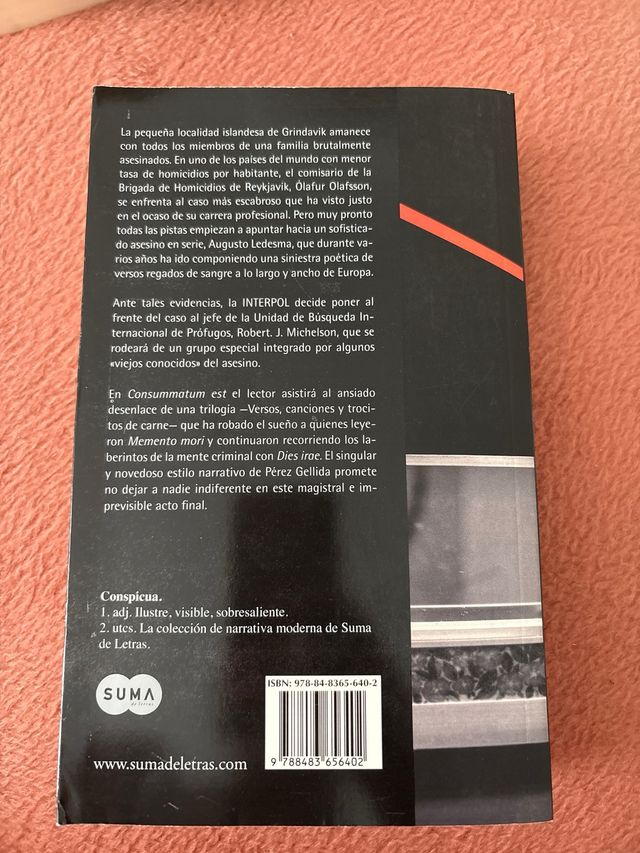 La pequeña localidad islandesa de Grindavik amanece
con todos los miembros de una familia brutalmente
asesinados. En uno de los países del mundo con menor
tasa de homicidios por habitante, el comisario de la
Brigada de Homicidios de Reykjavik, Ólafur Olafsson,
se enfrenta al caso más escabroso que ha visto justo
en el ocaso de su carrera profesional. Pero muy pronto
todas las pistas empiezan a apuntar hacia un sofistica-
do asesino en serie, Augusto Ledesma, que durante va-
rios años ha ido componiendo una siniestra poética de
versos regados de sangre a lo largo y ancho de Europa.
Ante tales evidencias, la INTERPOL decide poner al
frente del caso al jefe de la Unidad de Búsqueda In-
ternacional de Prófugos, Robert. J. Michelson, que se
rodeará de un grupo especial integrado por algunos
«viejos conocidos» del asesino.
En Consummatum est el lector asistirá al ansiado
desenlace de una trilogía —Versos, canciones y troci-
tos de carne— que ha robado el sueño a quienes leye-
ron Memento mori y continuaron recorriendo los la-
berintos de la mente criminal con Dies irae. El singular
y novedoso estilo narrativo de Pérez Gellida promete
no dejar a nadie indiferente en este magistral e im-
previsible acto final.
Conspicua.
1. adj. Ilustre, visible, sobresaliente.
2. utcs. La colección de narrativa moderna de Suma
de Letras.
SUMA
de letras
www.sumadeletras.com
ISBN: 978-84-8365-640-2
9 788483 656402